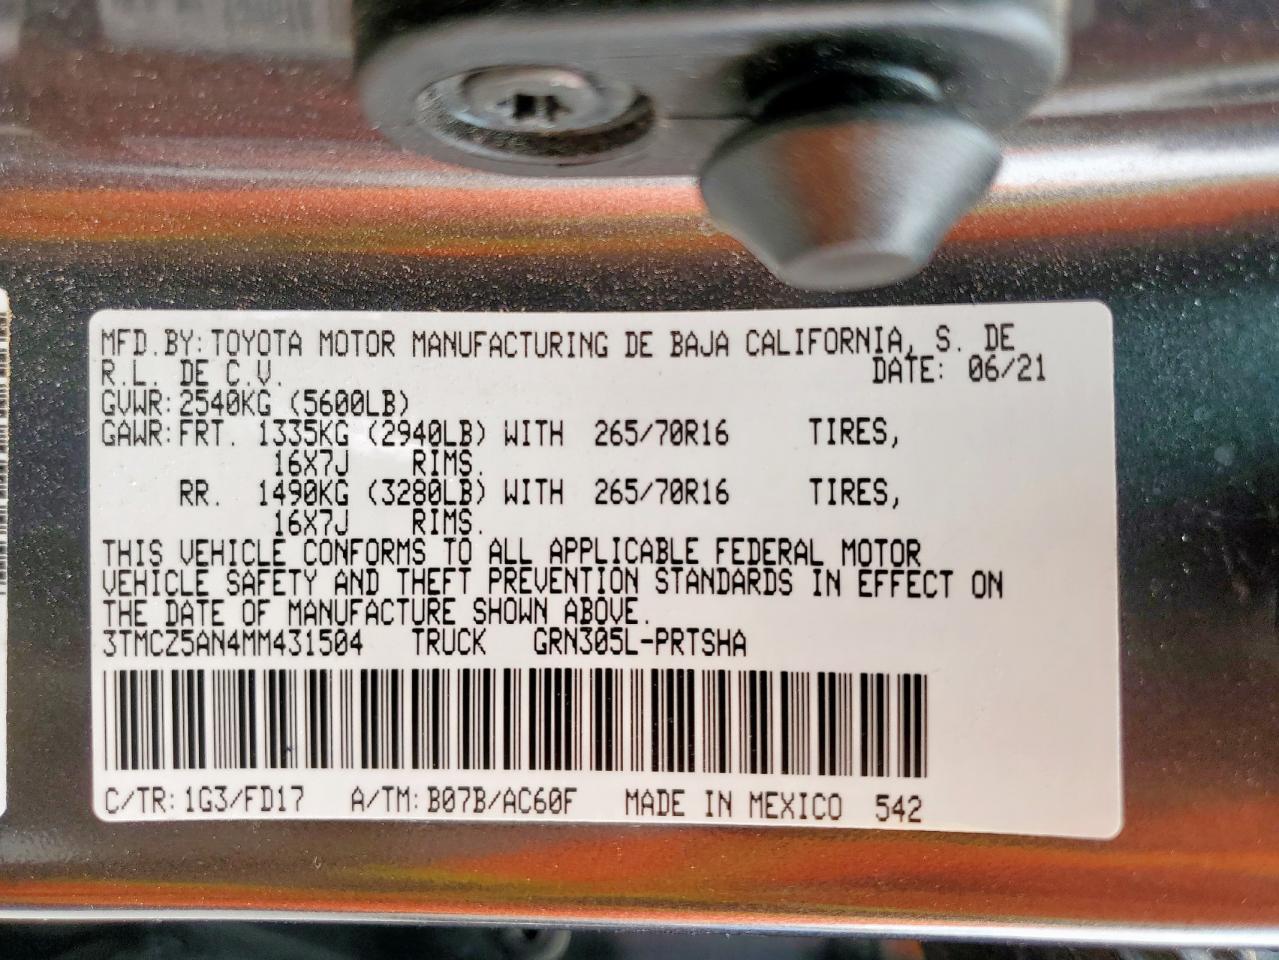 MFD.BY:TOYOTA MOTOR MANUFACTURING DE BAJA CALIFORNIA, S. DE
R.L. DE C.V. DATE: 06/21
GVWR:2540KG (5600LB)
GAWR:FRT. 1335KG (2940LB) WITH 265/70R16 TIRES,
16X7J RIMS.
RR. 1490KG (3280LB) WITH 265/70R16 TIRES,
16X7J RIMS.
THIS VEHICLE CONFORMS TO ALL APPLICABLE FEDERAL MOTOR
VEHICLE SAFETY AND THEFT PREVENTION STANDARDS IN EFFECT ON
THE DATE OF MANUFACTURE SHOWN ABOVE.
3TMCZ5AN4MM431504 TRUCK GRN305L-PRTSHA
C/TR:1G3/FD17 A/TM:B07B/AC60F MADE IN MEXICO 542